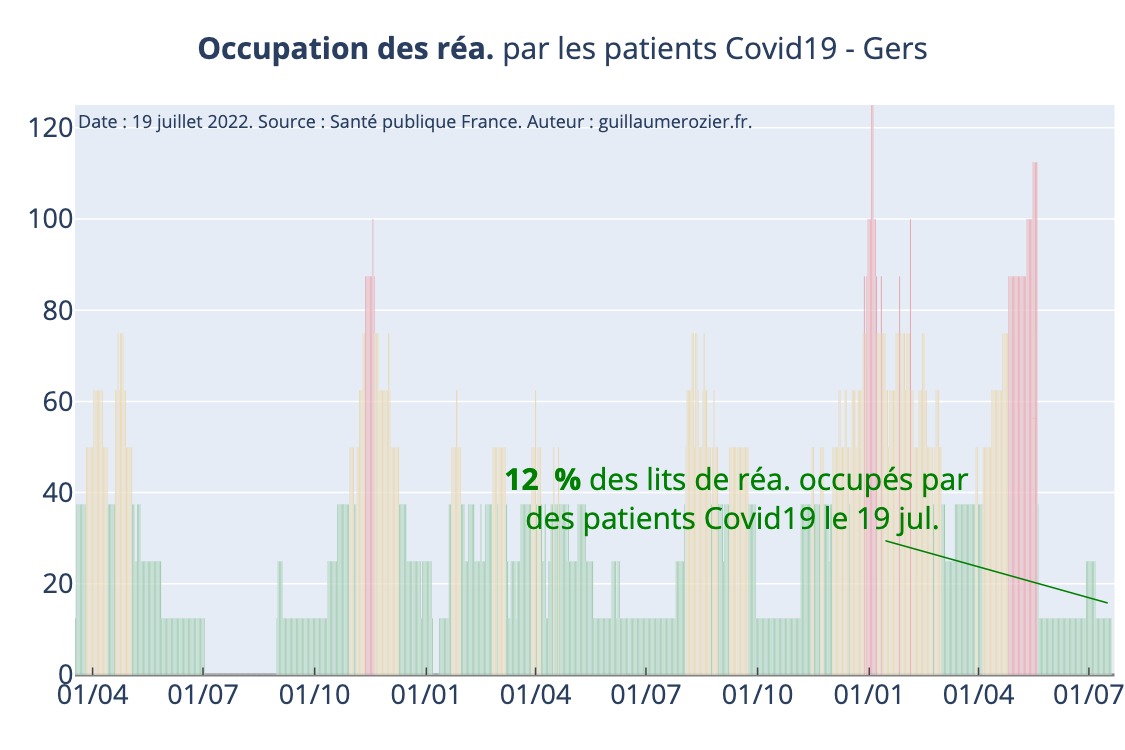 Occupation des réa. par les patients Covid19 - Gers
Date : 19 juillet 2022. Source : Santé publique France. Auteur : guillaumerozier.fr.
120
100
80
60
40
20
0
12 % des lits de réa. occupés par
des patients Covid19 le 19 jul.
01/04 01/07 01/10 01/01 01/04 01/07 01/10 01/01 01/04 01/07